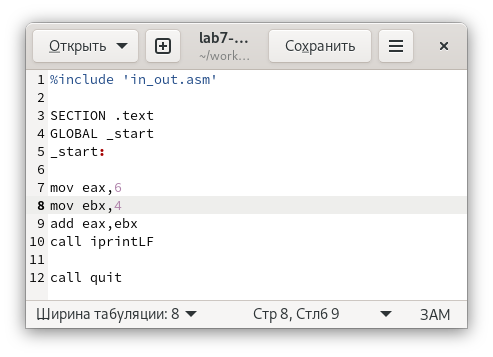 Открыть
lab7-...
~/work...
Сохранить
1 %include 'in_out.asm'
2
3 SECTION .text
4 GLOBAL _start
5 _start:
6
7 mov eax,6
8 mov ebx,4
9 add eax,ebx
10 call iprintLF
11
12 call quit
Ширина табуляции: 8 Стр 8, Стлб 9 ЗАМ